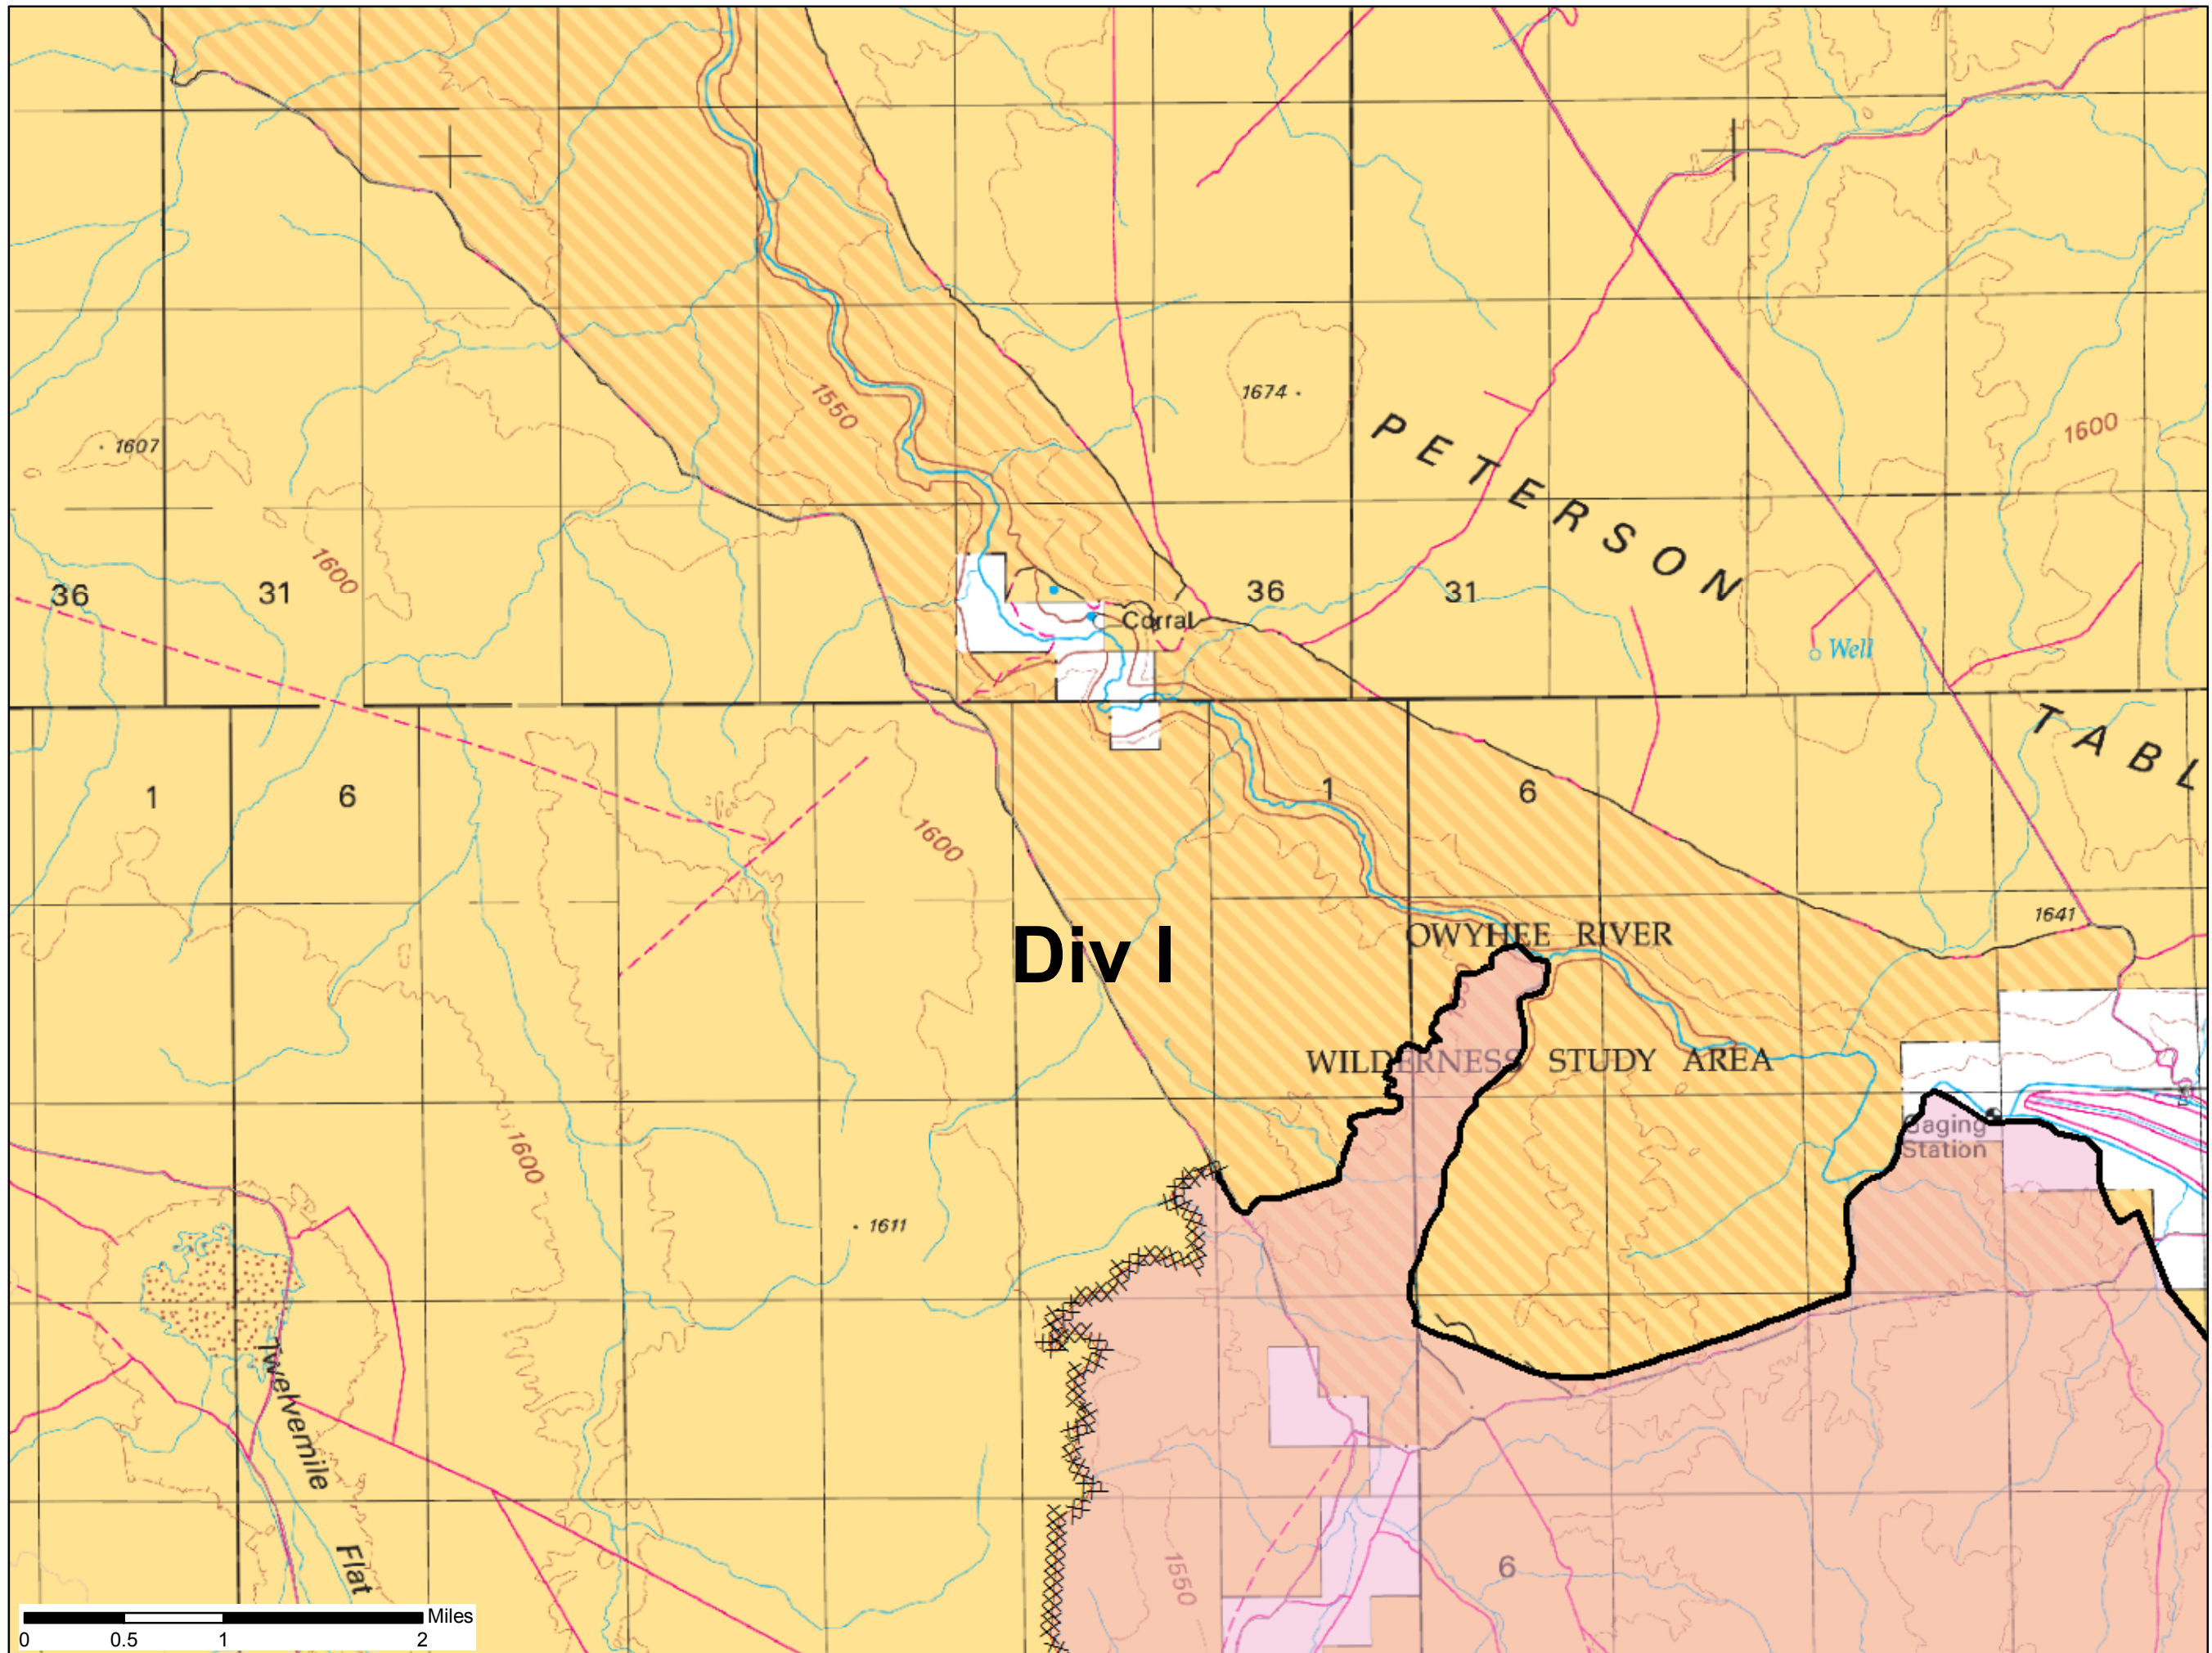 1550
1674
PETERSON
1600
1607
1600
36
31
36
31
Corral
Well
TABL
1
6
1
6
1600
1641
Div I
OWYHEE RIVER
WILDERNESS STUDY AREA
Gaging
Station
1600
1611
Twelvemile
Flat
1550
6
Miles
0 0.5 1 2